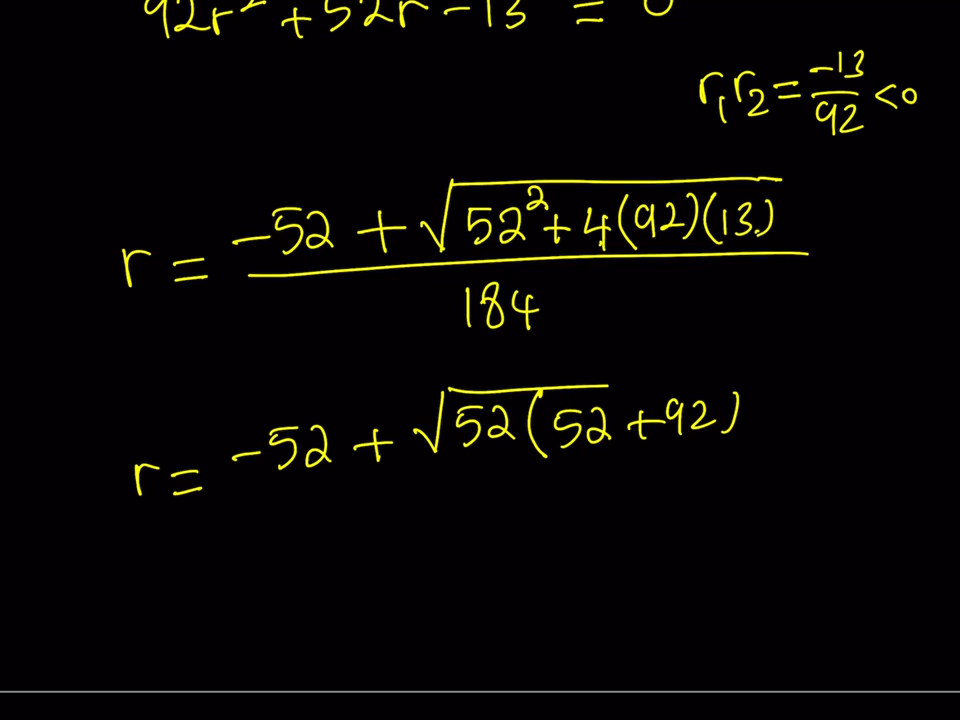 92r² + 52r - 13 = 0
r₁r₂ = -13/92 < 0
r = (-52 + √(52² + 4(92)(13)))/184
r = -52 + √52(52 + 92)